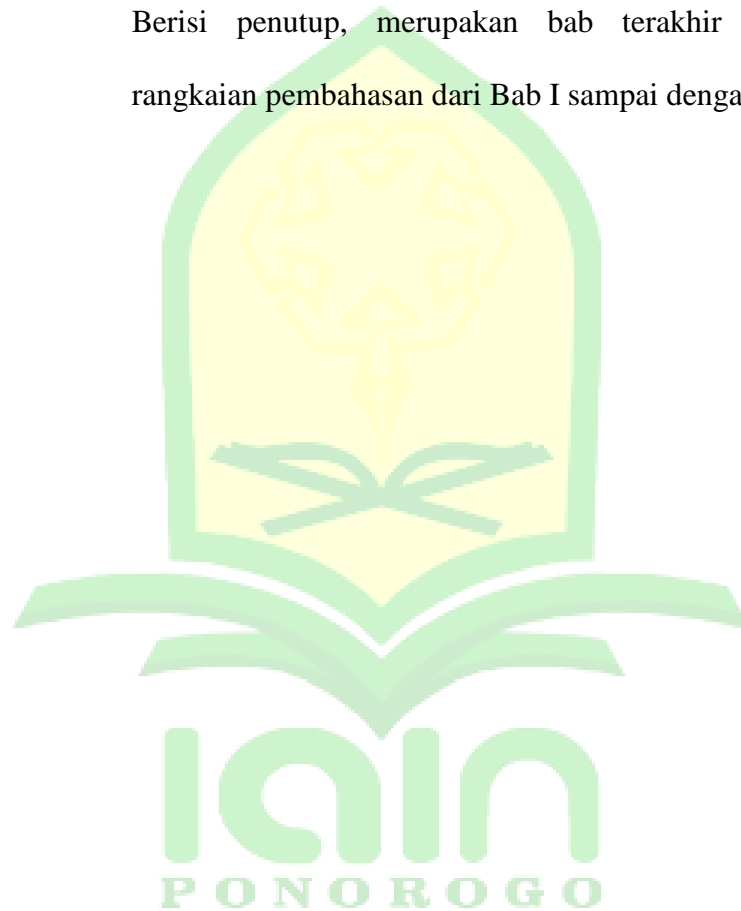 Berisi penutup, merupakan bab terakhir
rangkaian pembahasan dari Bab I sampai denga
IAIN
PONOROGO